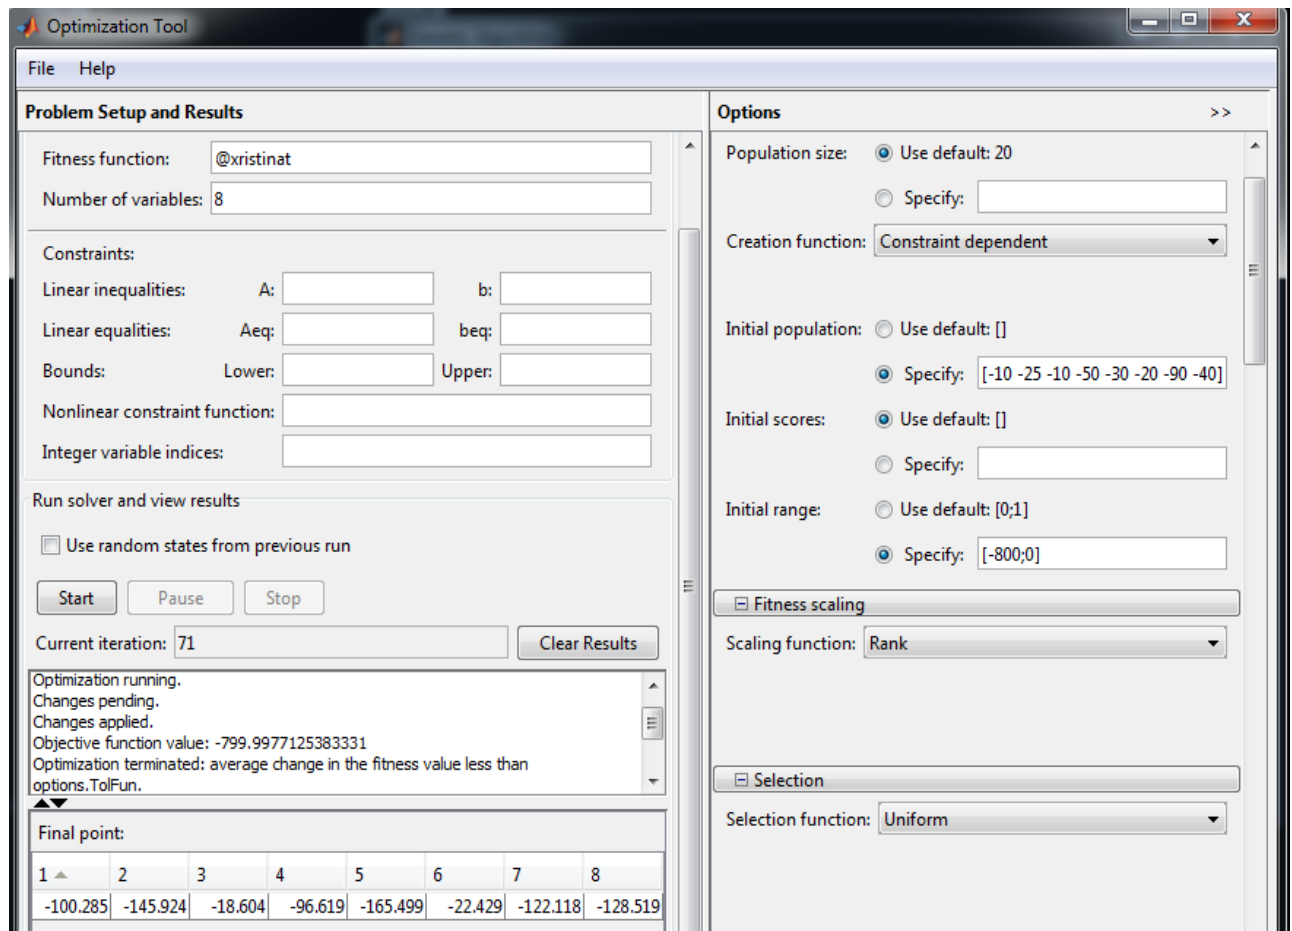 Optimization Tool
File Help
Problem Setup and Results
Fitness function: @xristinat
Number of variables: 8
Constraints:
Linear inequalities: A: b:
Linear equalities: Aeq: beq:
Bounds: Lower: Upper:
Nonlinear constraint function:
Integer variable indices:
Run solver and view results
Use random states from previous run
Start Pause Stop
Current iteration: 71 Clear Results
Optimization running.
Changes pending.
Changes applied.
Objective function value: -799.9977125383331
Optimization terminated: average change in the fitness value less than
options.TolFun.
Final point:
1 2 3 4 5 6 7 8
-100.285 -145.924 -18.604 -96.619 -165.499 -22.429 -122.118 -128.519
Options >>
Population size: Use default: 20
Specify:
Creation function: Constraint dependent
Initial population: Use default: []
Specify: [-10 -25 -10 -50 -30 -20 -90 -40]
Initial scores: Use default: []
Specify:
Initial range: Use default: [0;1]
Specify: [-800;0]
Fitness scaling
Scaling function: Rank
Selection
Selection function: Uniform